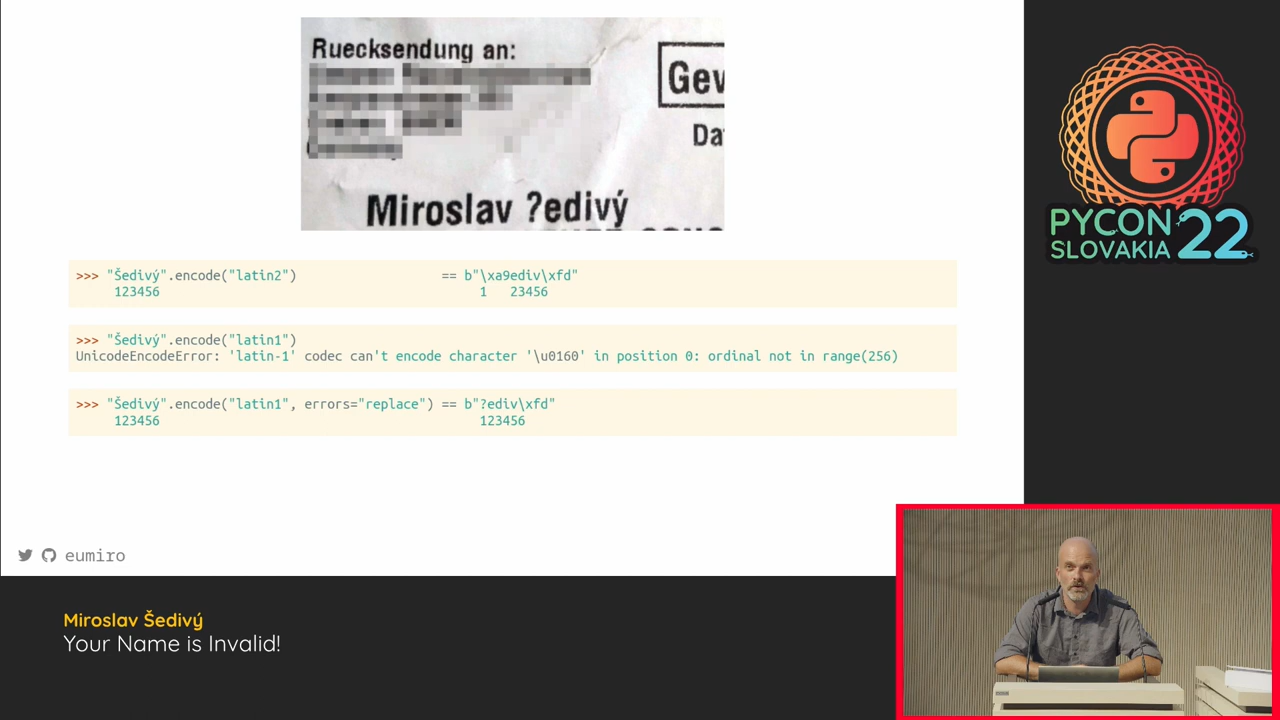 Ruecksendung an:
Gew
Da
Miroslav ?edivý
>>> "Šedivý".encode("latin2") == b"\xa9ediv\xfd"
123456 1 23456
>>> "Šedivý".encode("latin1")
UnicodeEncodeError: 'latin-1' codec can't encode character '\u0160' in position 0: ordinal not in range(256)
>>> "Šedivý".encode("latin1", errors="replace") == b"?ediv\xfd"
123456 123456
eumiro
PYCON
SLOVAKIA 22
Miroslav Šedivý
Your Name is Invalid!